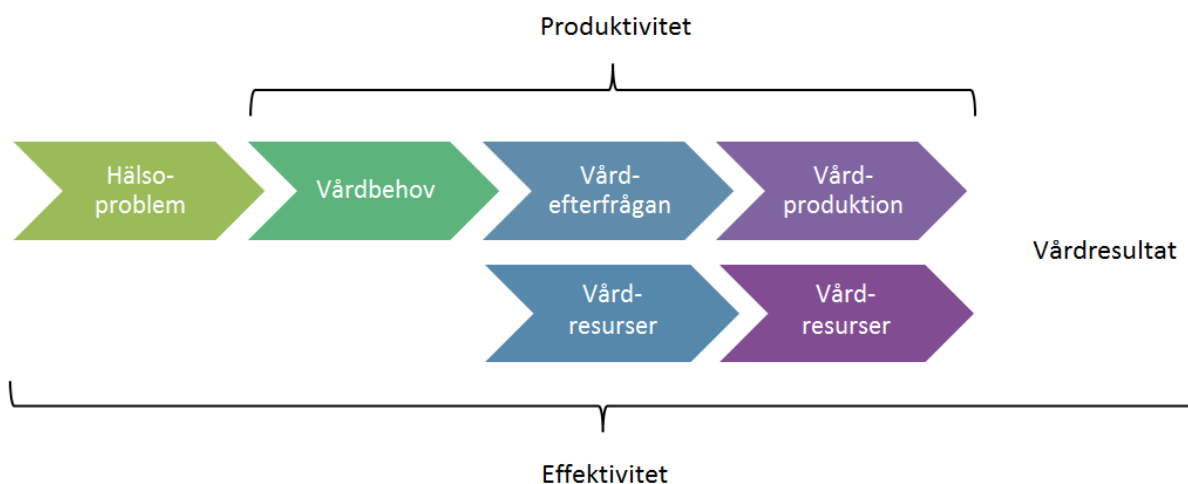 Produktivitet
Hälso-
problem
Vårdbehov
Vård-
efterfrågan
Vård-
produktion
Vård-
resurser
Vård-
resurser
Vårdresultat
Effektivitet